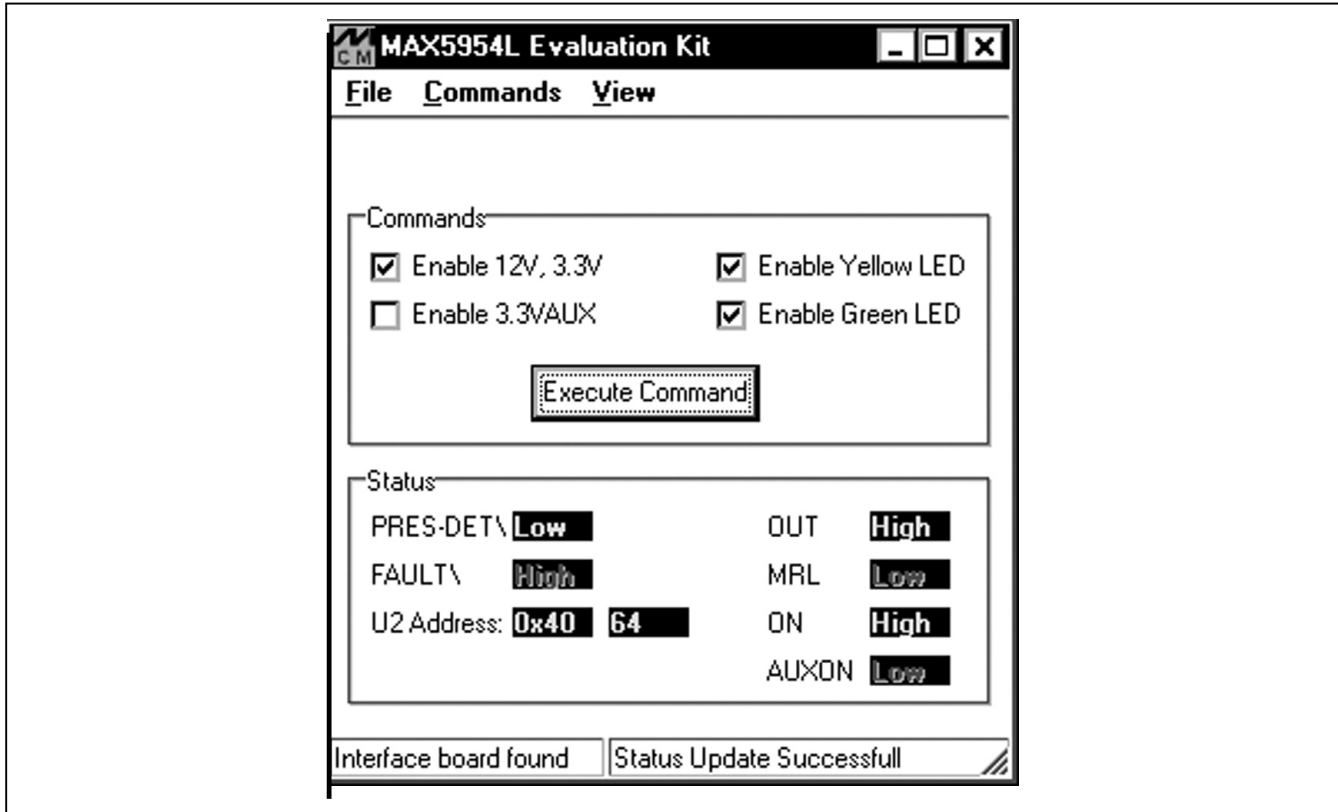 CM MAX5954L Evaluation Kit
File Commands View
Commands
Enable 12V, 3.3V
Enable Yellow LED
Enable 3.3VAUX
Enable Green LED
Execute Command
Status
PRES-DET\ Low
OUT High
FAULT\ High
MRL Low
U2 Address: 0x40 64
ON High
AUXON Low
Interface board found
Status Update Successfull